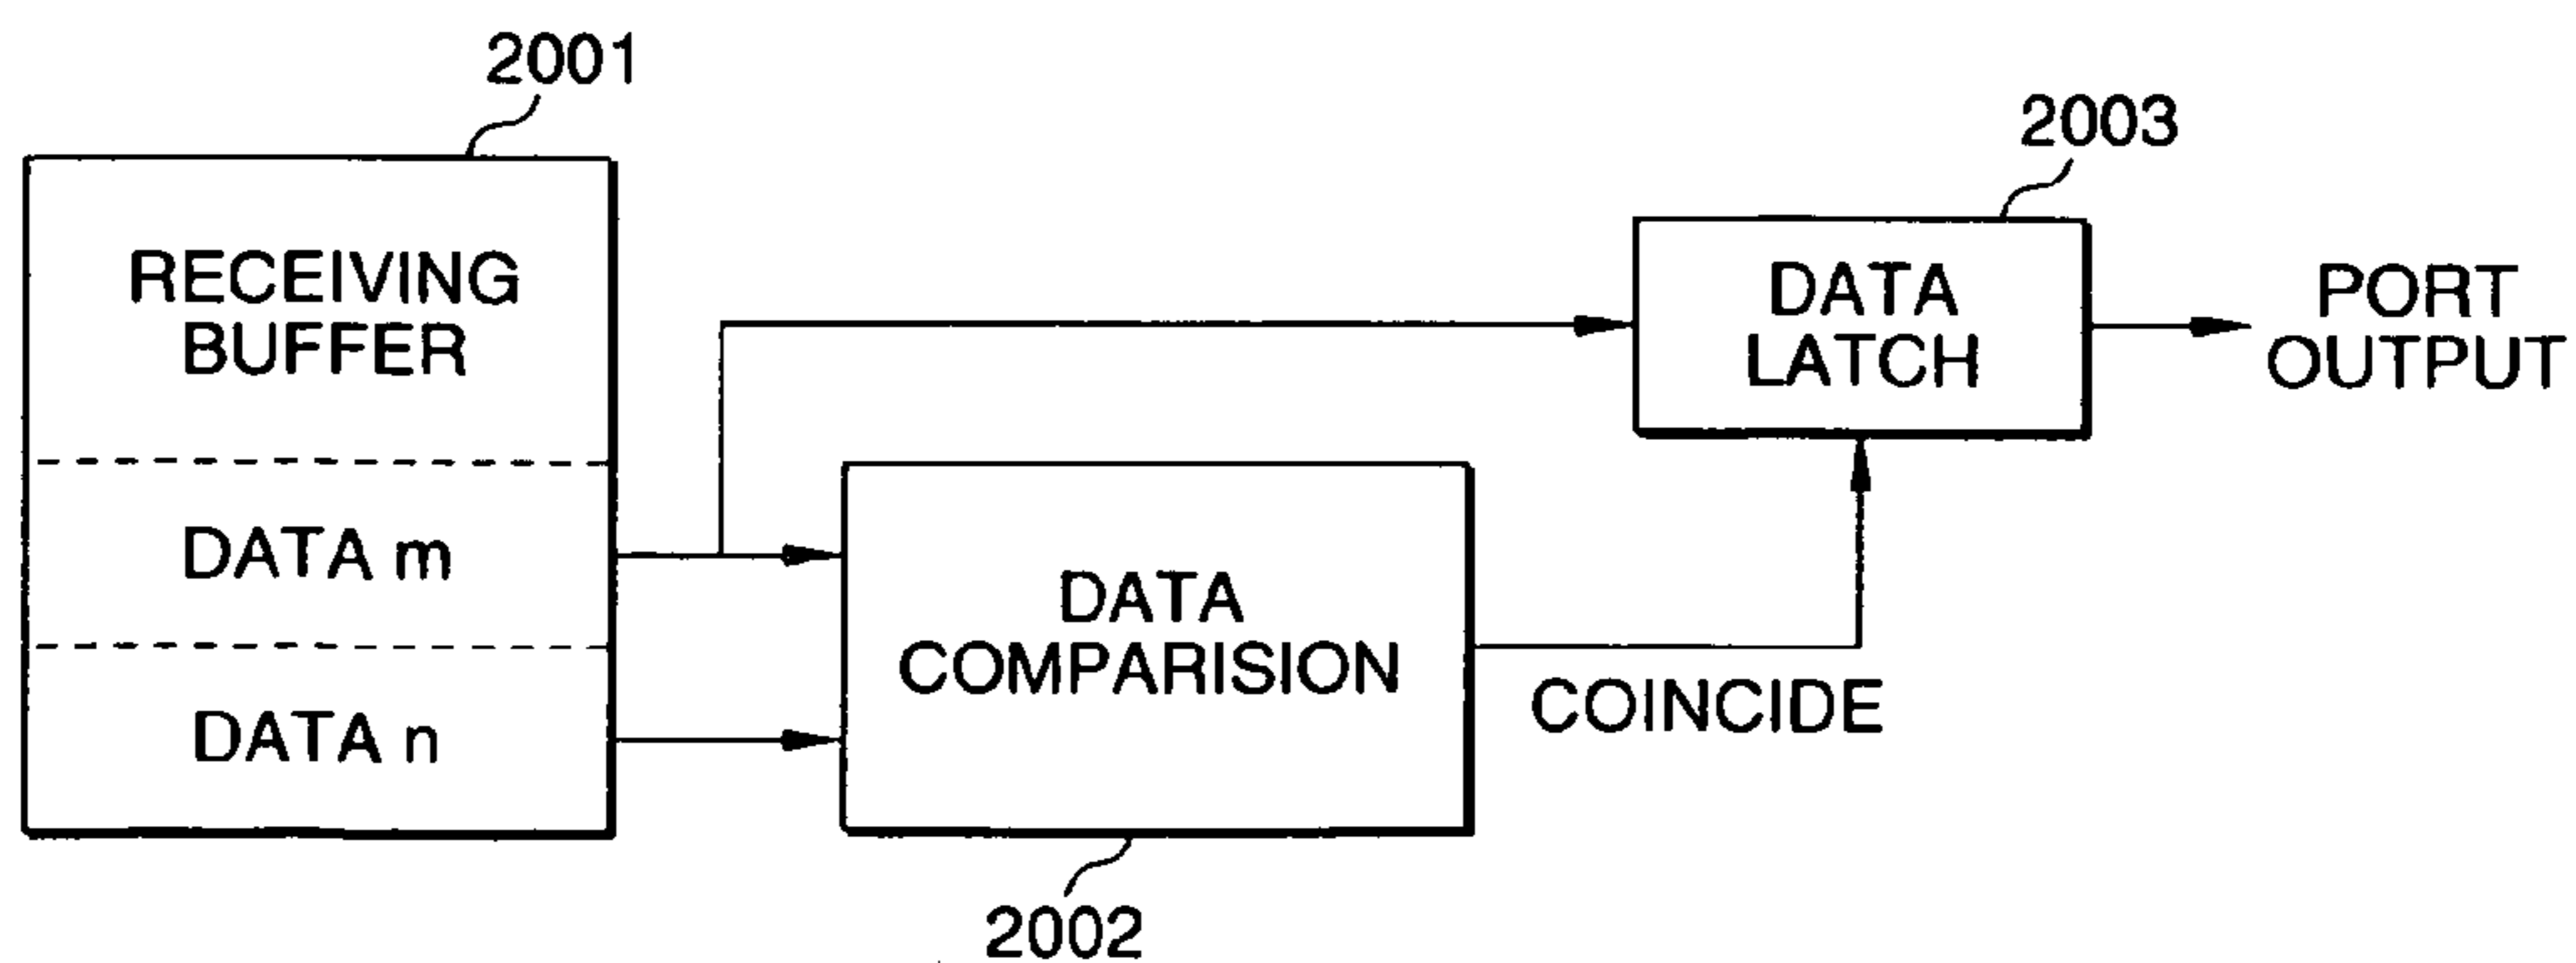 2001
2003
RECEIVING
BUFFER
DATA
LATCH
PORT
OUTPUT
DATA m
DATA
COMPARISION
COINCIDE
DATA n
2002